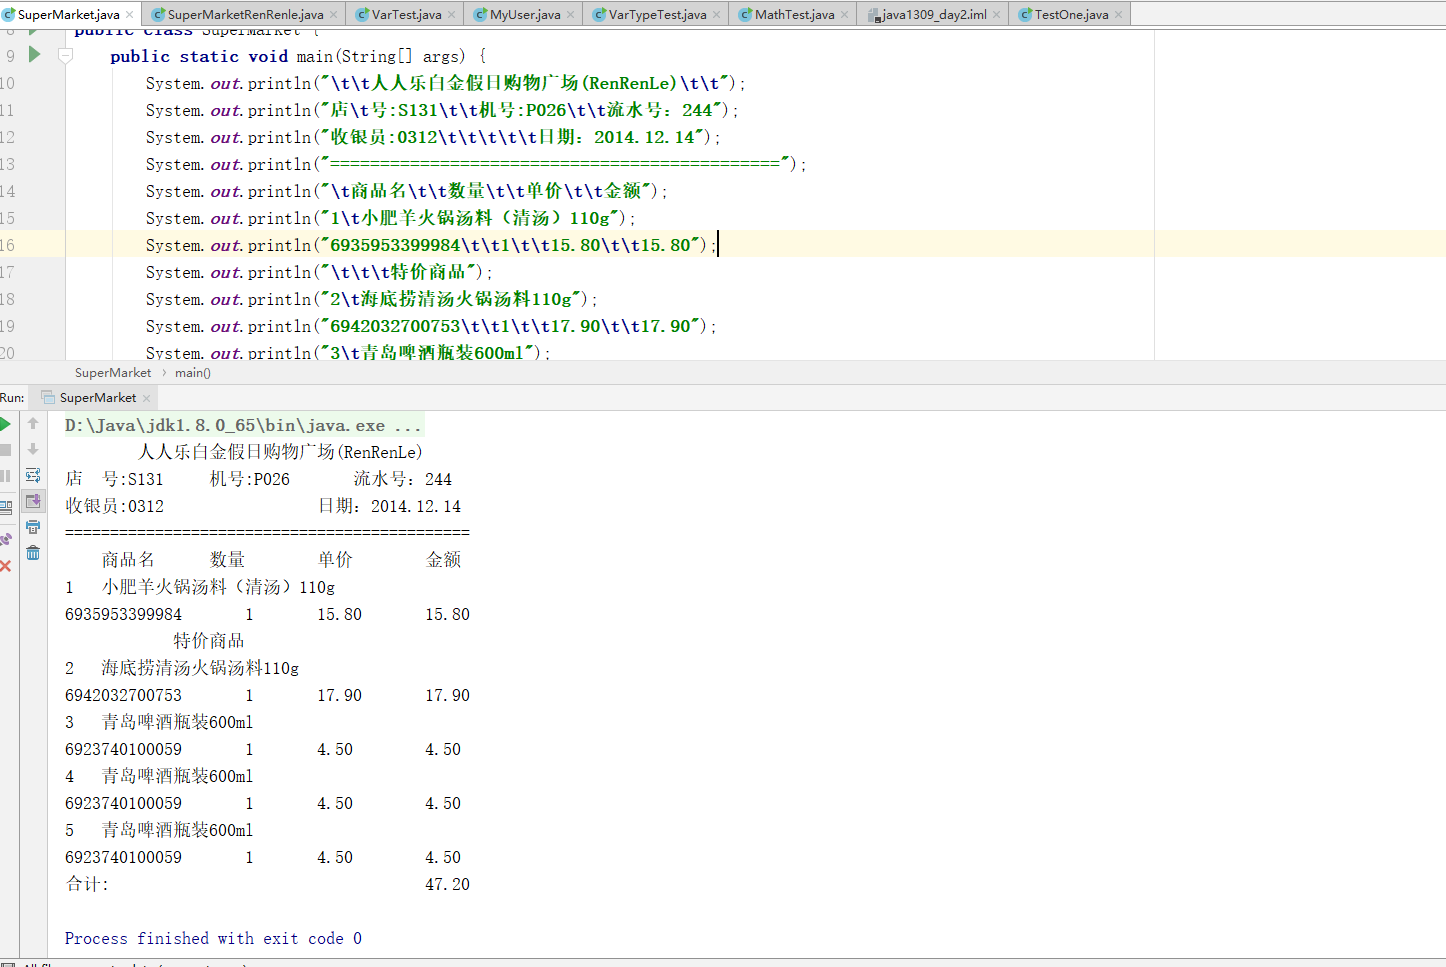 SuperMarket.java SuperMarketRenRenle.java VarTest.java MyUser.java VarTypeTest.java MathTest.java java1309_day2.iml TestOne.java
8 public class SuperMarket {
9 public static void main(String[] args) {
10 System.out.println("\t\t人人乐白金假日购物广场(RenRenLe)\t\t");
11 System.out.println("店\t号:S131\t\t机号:P026\t\t流水号: 244");
12 System.out.println("收银员:0312\t\t\t\t\t日期: 2014.12.14");
13 System.out.println("=============================================");
14 System.out.println("\t商品名\t\t数量\t\t单价\t\t金额");
15 System.out.println("1\t小肥羊火锅汤料（清汤）110g");
16 System.out.println("6935953399984\t\t1\t\t15.80\t\t15.80");
17 System.out.println("\t\t\t特价商品");
18 System.out.println("2\t海底捞清汤火锅汤料110g");
19 System.out.println("6942032700753\t\t1\t\t17.90\t\t17.90");
20 System.out.println("3\t青岛啤酒瓶装600ml");
SuperMarket › main()
Run: SuperMarket
D:\Java\jdk1.8.0_65\bin\java.exe ...
人人乐白金假日购物广场(RenRenLe)
店 号:S131 机号:P026 流水号: 244
收银员:0312 日期: 2014.12.14
=============================================
商品名 数量 单价 金额
1 小肥羊火锅汤料（清汤）110g
6935953399984 1 15.80 15.80
特价商品
2 海底捞清汤火锅汤料110g
6942032700753 1 17.90 17.90
3 青岛啤酒瓶装600ml
6923740100059 1 4.50 4.50
4 青岛啤酒瓶装600ml
6923740100059 1 4.50 4.50
5 青岛啤酒瓶装600ml
6923740100059 1 4.50 4.50
合计: 47.20
Process finished with exit code 0